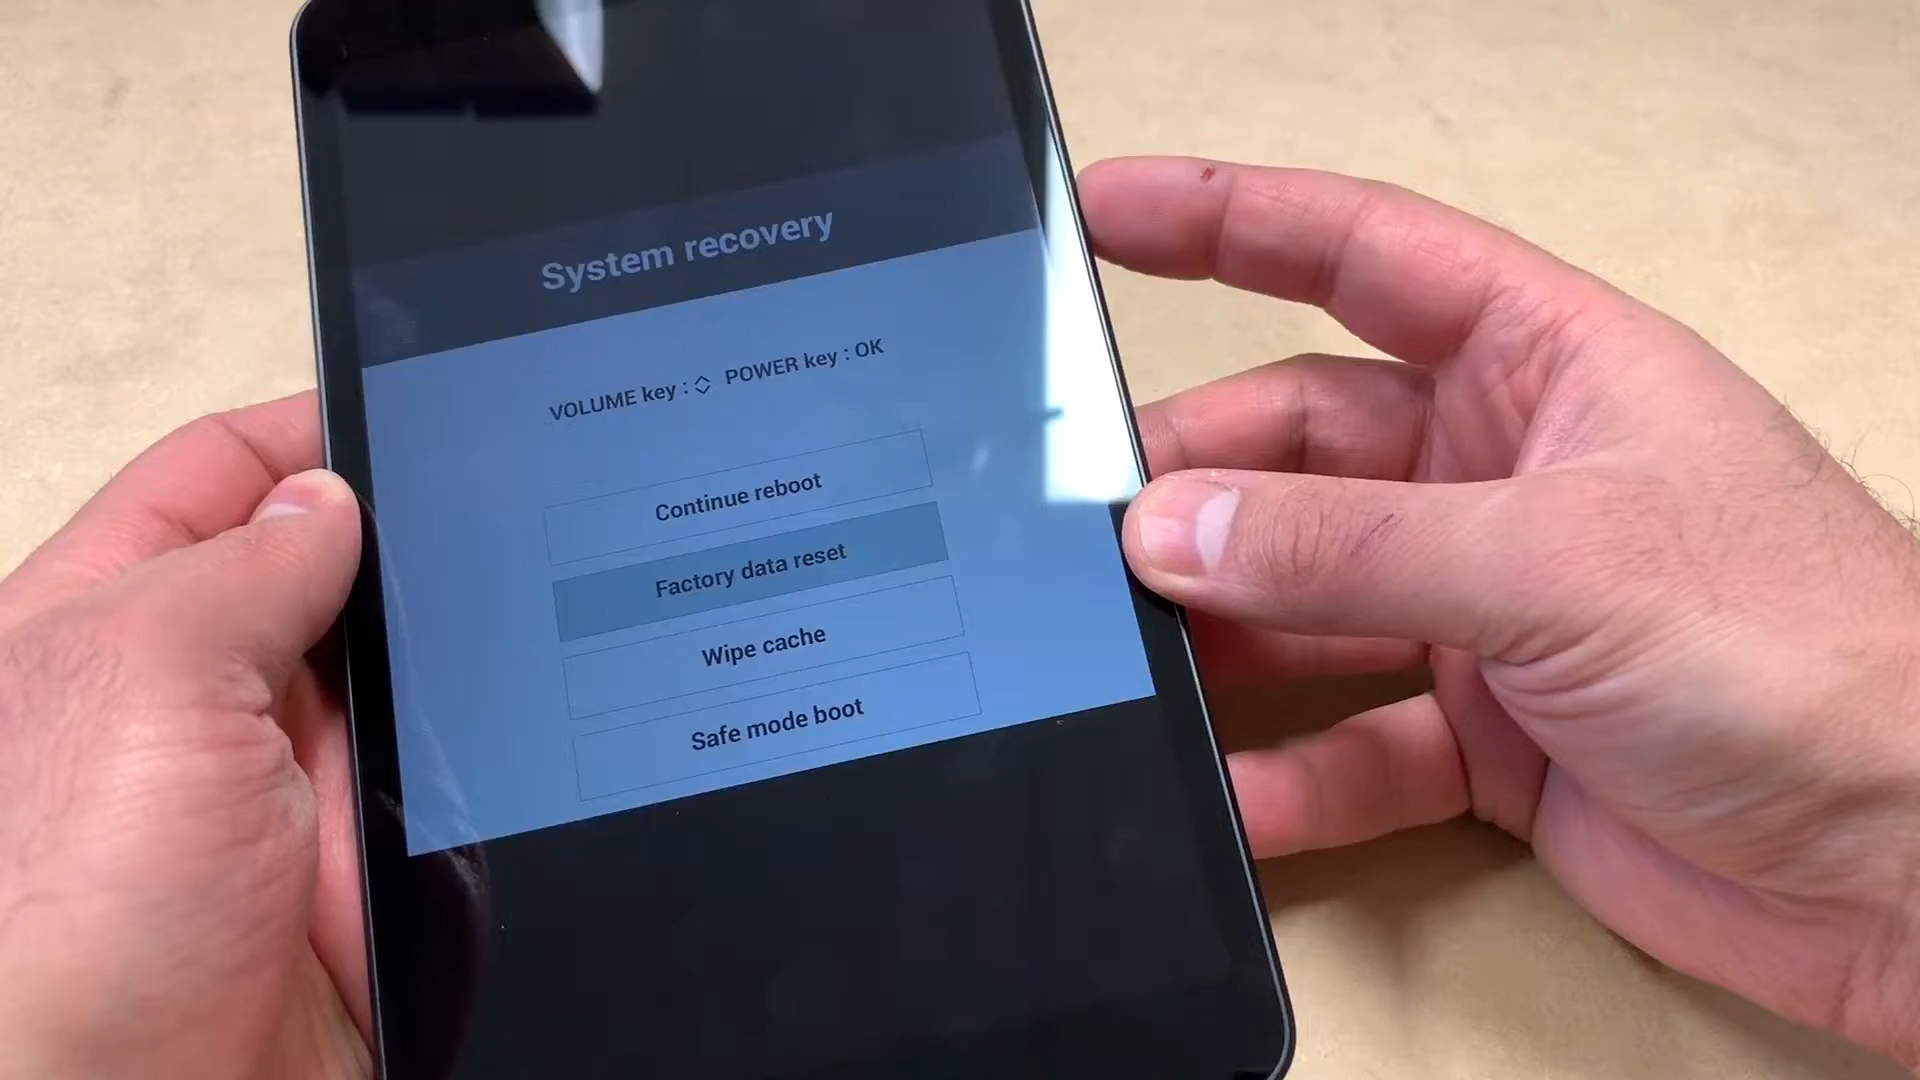 System recovery
VOLUME key : POWER key : OK
Continue reboot
Factory data reset
Wipe cache
Safe mode boot